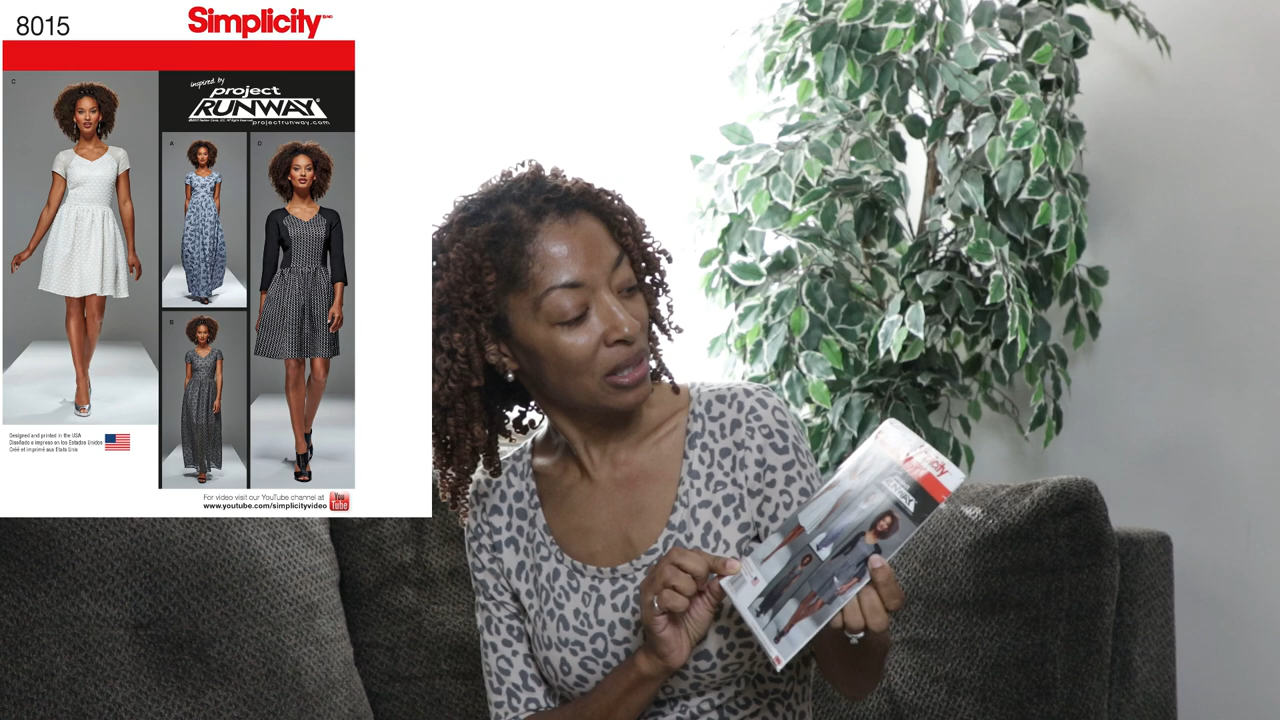 8015
Simplicity
C
inspired by
project
RUNWAY
projectrunway.com
A
D
B
Designed and printed in the USA
Diseñado e impreso en los Estados Unidos
Créé et imprimé aux Etats Unis
For video visit our YouTube channel at
www.youtube.com/simplicityvideo
You
Tube
RUNWAY